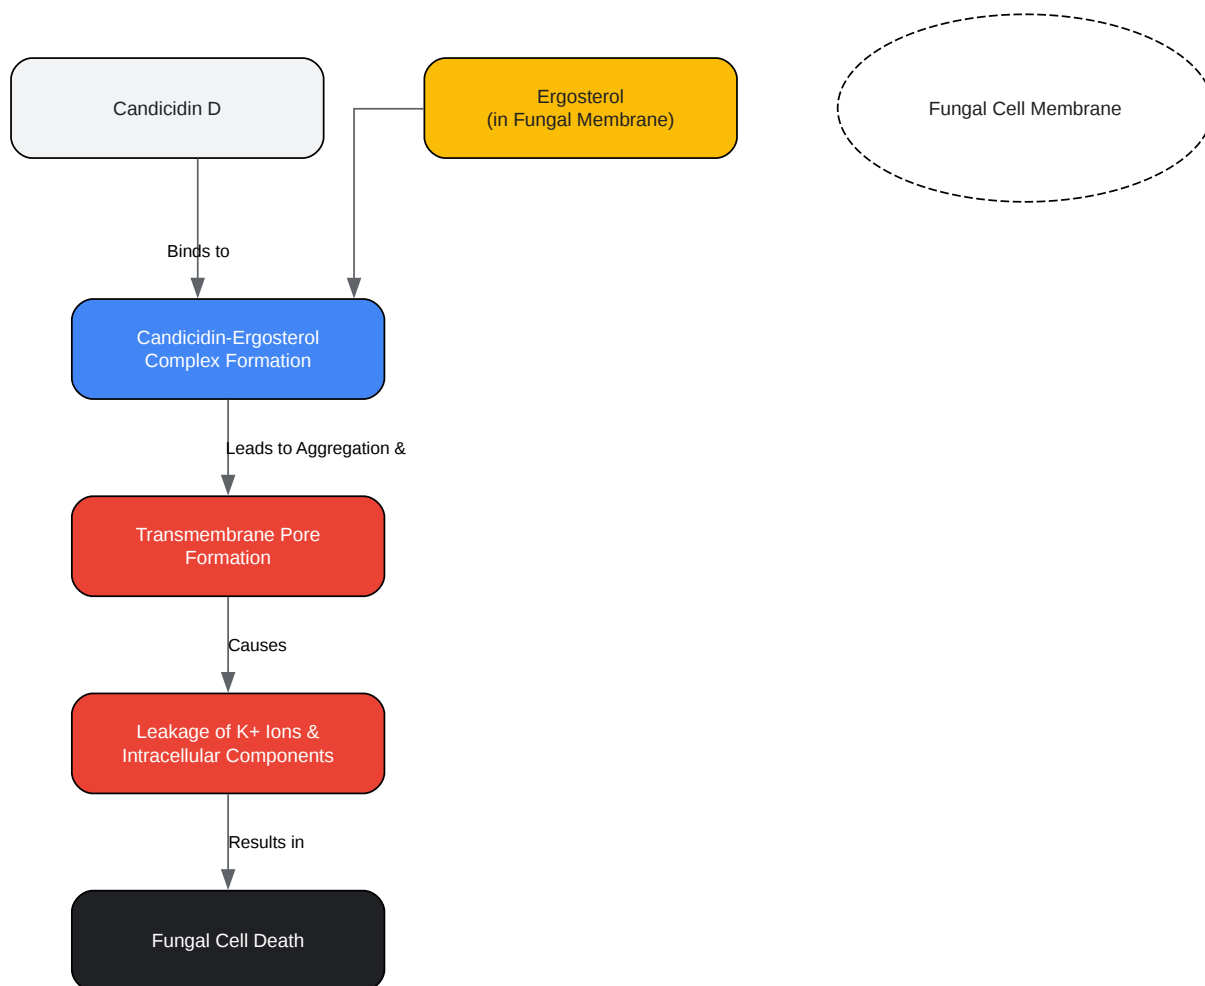 Candicidin D
Ergosterol
(in Fungal Membrane)
Fungal Cell Membrane
Binds to
Candicidin-Ergosterol
Complex Formation
Leads to Aggregation &
Transmembrane Pore
Formation
Causes
Leakage of K+ Ions &
Intracellular Components
Results in
Fungal Cell Death